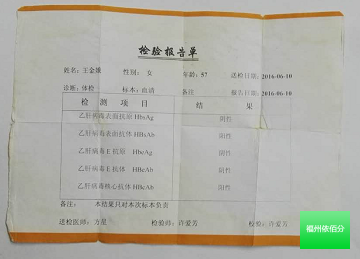 检验报告单
姓名：王金娥 性别：女 年龄：57 送检日期：2016-06-10
诊断：体检 标本：血清 备注 报告日期：2016-06-10
检测项目 结果
乙肝病毒表面抗原 HBsAg 阴性
乙肝病毒表面抗体 HBsAb 阴性
乙肝病毒E抗原 HBeAg 阴性
乙肝病毒E抗体 HBeAb 阴性
乙肝病毒核心抗体 HBcAb 阴性
备注： 本结果只对本次标本负责
送检医师：方星 检验师：许爱芳 检验：许爱芳
福州依佰分